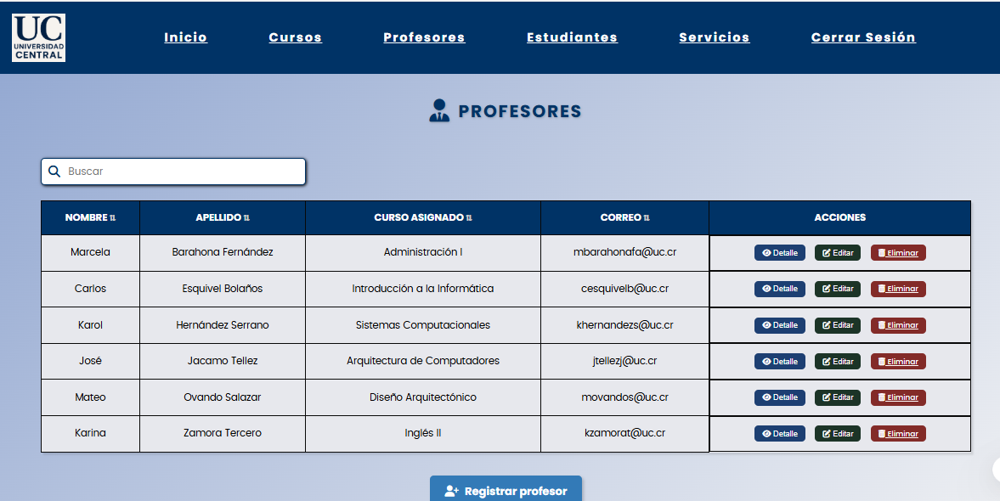 UC
UNIVERSIDAD
CENTRAL
Inicio Cursos Profesores Estudiantes Servicios Cerrar Sesión
PROFESORES
Buscar
NOMBRE APELLIDO CURSO ASIGNADO CORREO ACCIONES
Marcela Barahona Fernández Administración I mbarahonafa@uc.cr Detalle Editar Eliminar
Carlos Esquivel Bolaños Introducción a la Informática cesquivelb@uc.cr Detalle Editar Eliminar
Karol Hernández Serrano Sistemas Computacionales khernandezs@uc.cr Detalle Editar Eliminar
José Jacamo Tellez Arquitectura de Computadores jtellezj@uc.cr Detalle Editar Eliminar
Mateo Ovando Salazar Diseño Arquitectónico movandos@uc.cr Detalle Editar Eliminar
Karina Zamora Tercero Inglés II kzamorat@uc.cr Detalle Editar Eliminar
Registrar profesor